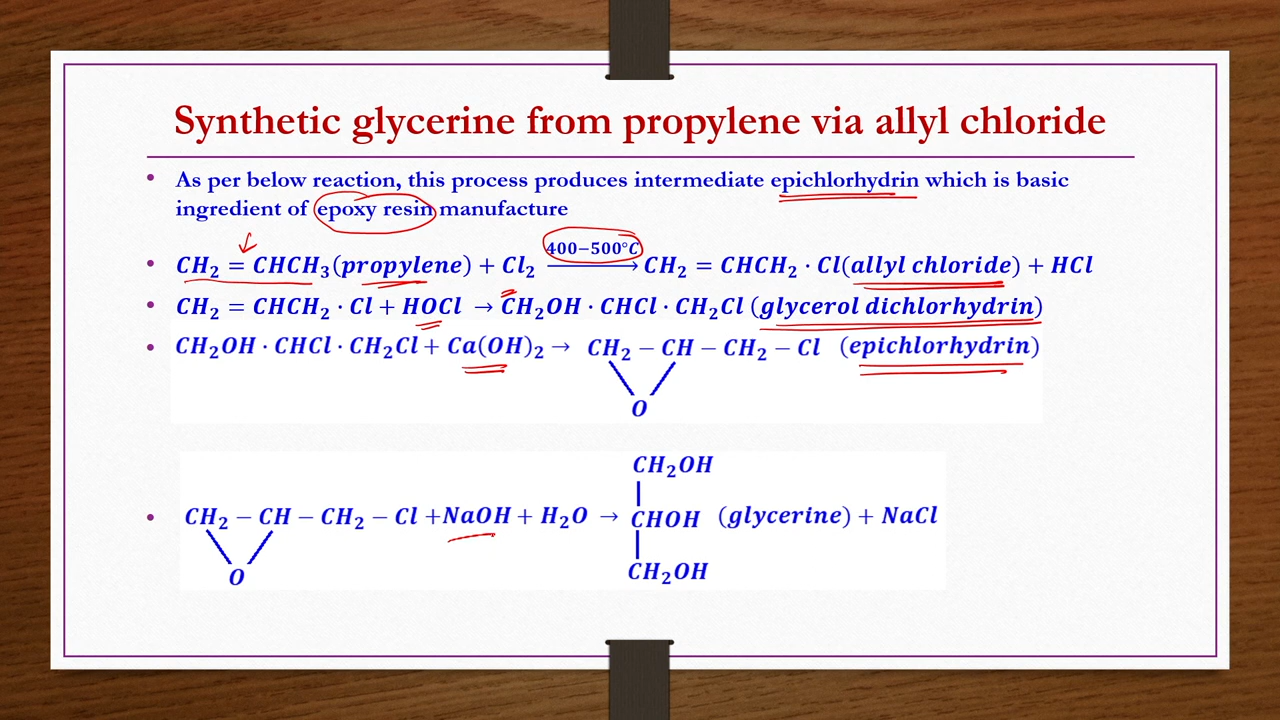 Synthetic glycerine from propylene via allyl chloride
• As per below reaction, this process produces intermediate epichlorhydrin which is basic
ingredient of epoxy resin manufacture
400−500°C
• CH₂ = CHCH₃(propylene) + Cl₂ ⟶ CH₂ = CHCH₂ · Cl(allyl chloride) + HCl
• CH₂ = CHCH₂ · Cl + HOCl → CH₂OH · CHCl · CH₂Cl (glycerol dichlorhydrin)
• CH₂OH · CHCl · CH₂Cl + Ca(OH)₂ → CH₂ − CH − CH₂ − Cl (epichlorhydrin)
O
CH₂OH
• CH₂ − CH − CH₂ − Cl +NaOH + H₂O → CHOH (glycerine) + NaCl
CH₂OH
O